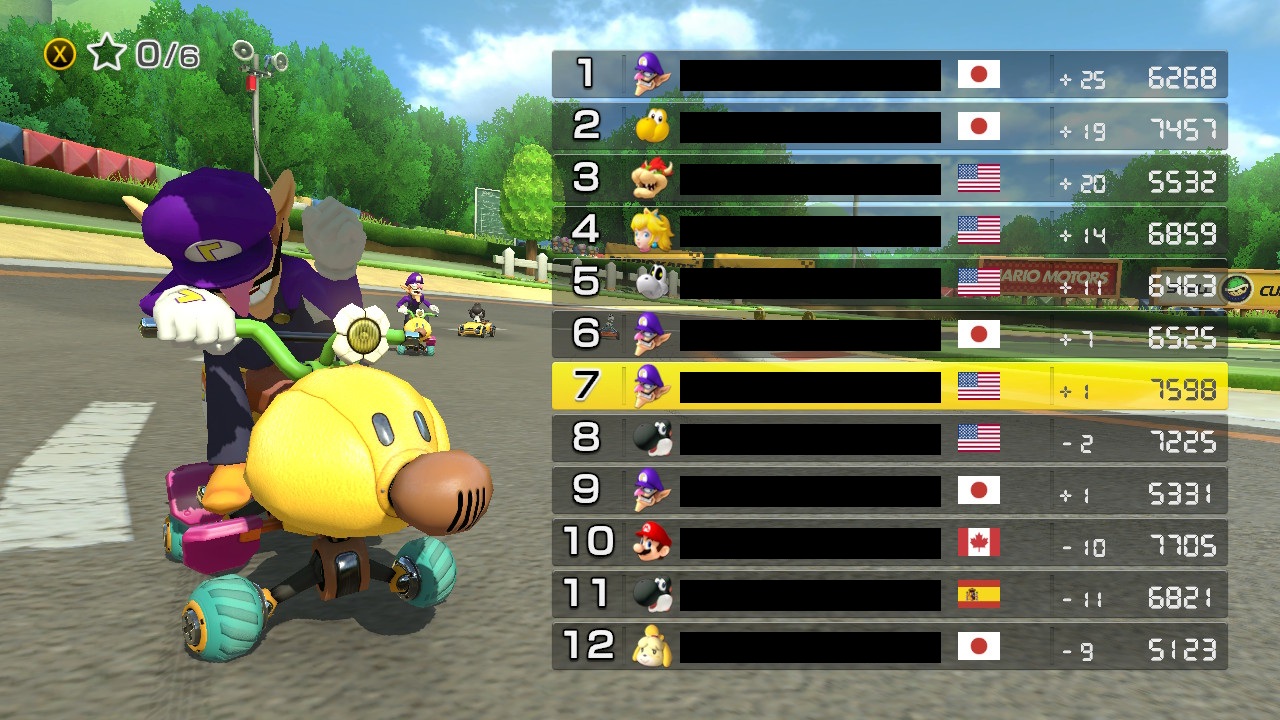 X 0/6
1 + 25 6268
2 + 19 7457
3 + 20 5532
4 + 14 6859
5 + 11 6463
6 + 7 6525
7 + 1 7598
8 - 2 7225
9 + 1 5331
10 - 10 7705
11 - 11 6821
12 - 9 5123
MARIO MOTORS
CU